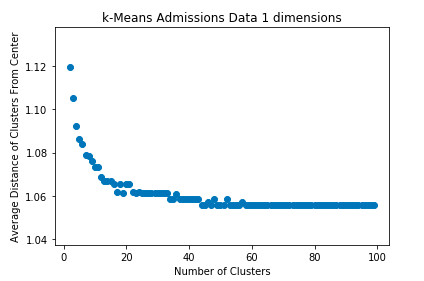 k-Means Admissions Data 1 dimensions
Average Distance of Clusters From Center
1.12
1.10
1.08
1.06
1.04
0 20 40 60 80 100
Number of Clusters